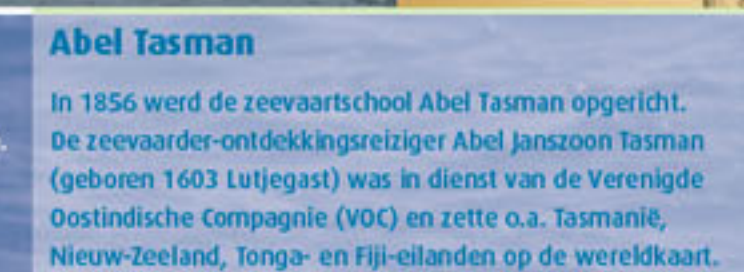 Abel Tasman
In 1856 werd de zeevaartschool Abel Tasman opgericht.
De zeevaarder-ontdekkingsreiziger Abel Janszoon Tasman
(geboren 1603 Lutjegast) was in dienst van de Verenigde
Oostindische Compagnie (VOC) en zette o.a. Tasmanië,
Nieuw-Zeeland, Tonga- en Fiji-eilanden op de wereldkaart.